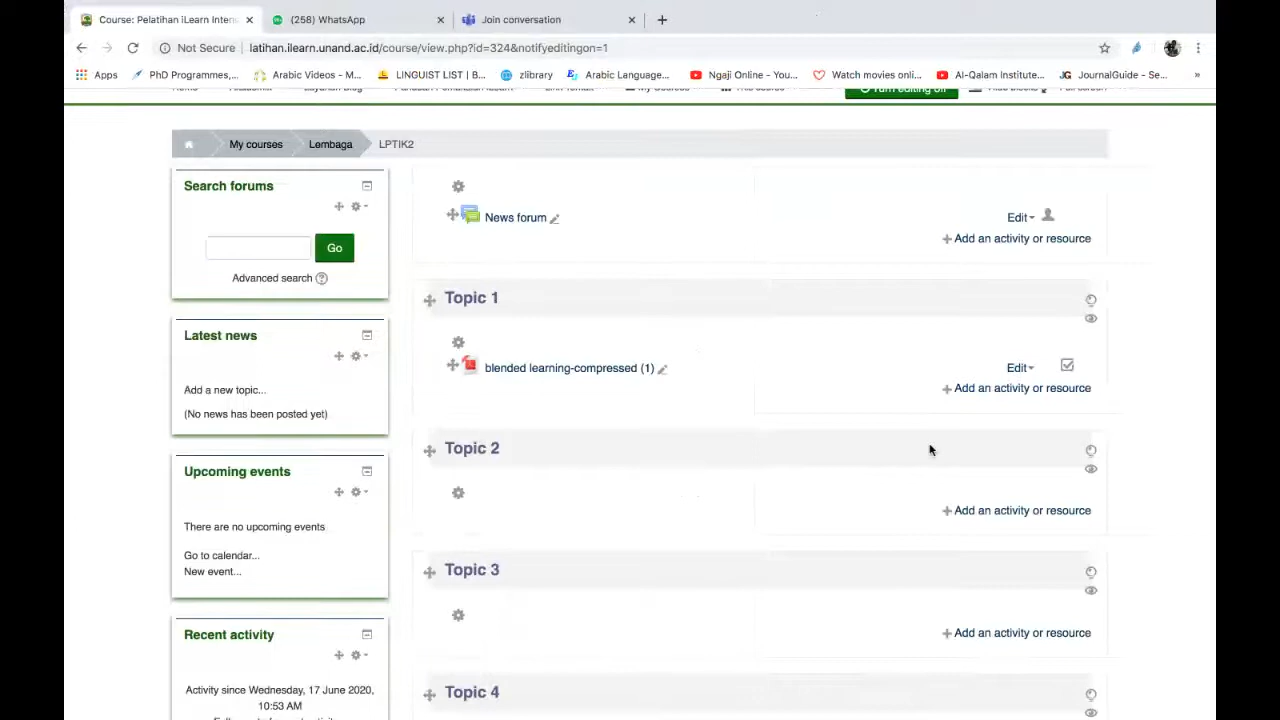 Course: Pelatihan iLearn Inten
(258) WhatsApp
Join conversation
Not Secure
latihan.ilearn.unand.ac.id/course/view.php?id=324&notifyeditingon=1
Apps
PhD Programmes,...
Arabic Videos - M...
LINGUIST LIST | B...
zlibrary
Arabic Language...
Ngaji Online - You...
Watch movies onli...
Al-Qalam Institute...
JournalGuide - Se...
»
Turn editing off
My courses
Lembaga
LPTIK2
Search forums
Go
Advanced search
Latest news
Add a new topic...
(No news has been posted yet)
Upcoming events
There are no upcoming events
Go to calendar...
New event...
Recent activity
Activity since Wednesday, 17 June 2020,
10:53 AM
News forum
Edit
Add an activity or resource
Topic 1
blended learning-compressed (1)
Edit
Add an activity or resource
Topic 2
Add an activity or resource
Topic 3
Add an activity or resource
Topic 4